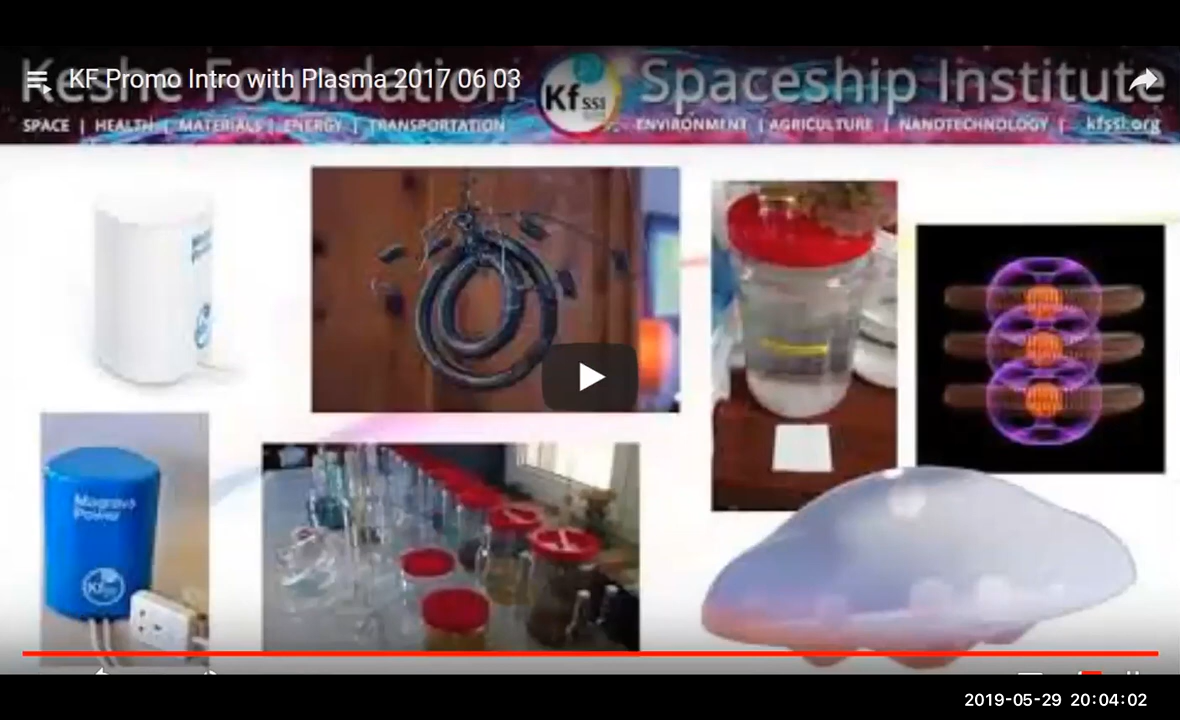 Keshe Foundation Spaceship Institute
KF Promo Intro with Plasma 2017 06 03
Kf SSI
SPACE | HEALTH | MATERIALS | ENERGY | TRANSPORTATION
ENVIRONMENT | AGRICULTURE | NANOTECHNOLOGY | kfssi.org
Magrava
Power
Kf
2019-05-29 20:04:02